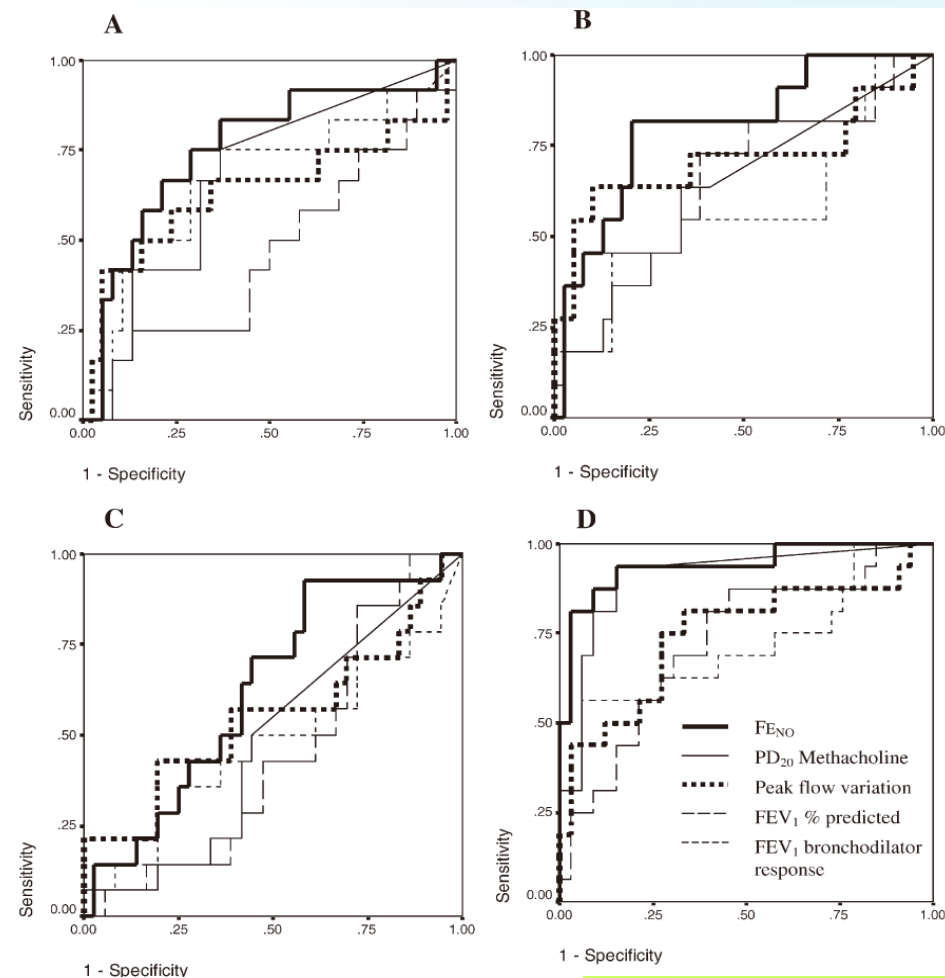 A
1.00
.75
.50
.25
0.00
Sensitivity
0.00 .25 .50 .75 1.00
1 - Specificity
B
1.00
.75
.50
.25
0.00
Sensitivity
0.00 .25 .50 .75 1.00
1 - Specificity
C
1.00
.75
.50
.25
0.00
Sensitivity
0.00 .25 .50 .75 1.00
1 - Specificity
D
1.00
.75
.50
.25
0.00
Sensitivity
0.00 .25 .50 .75 1.00
1 - Specificity
FENO
PD20 Methacholine
Peak flow variation
FEV1 % predicted
FEV1 bronchodilator
response